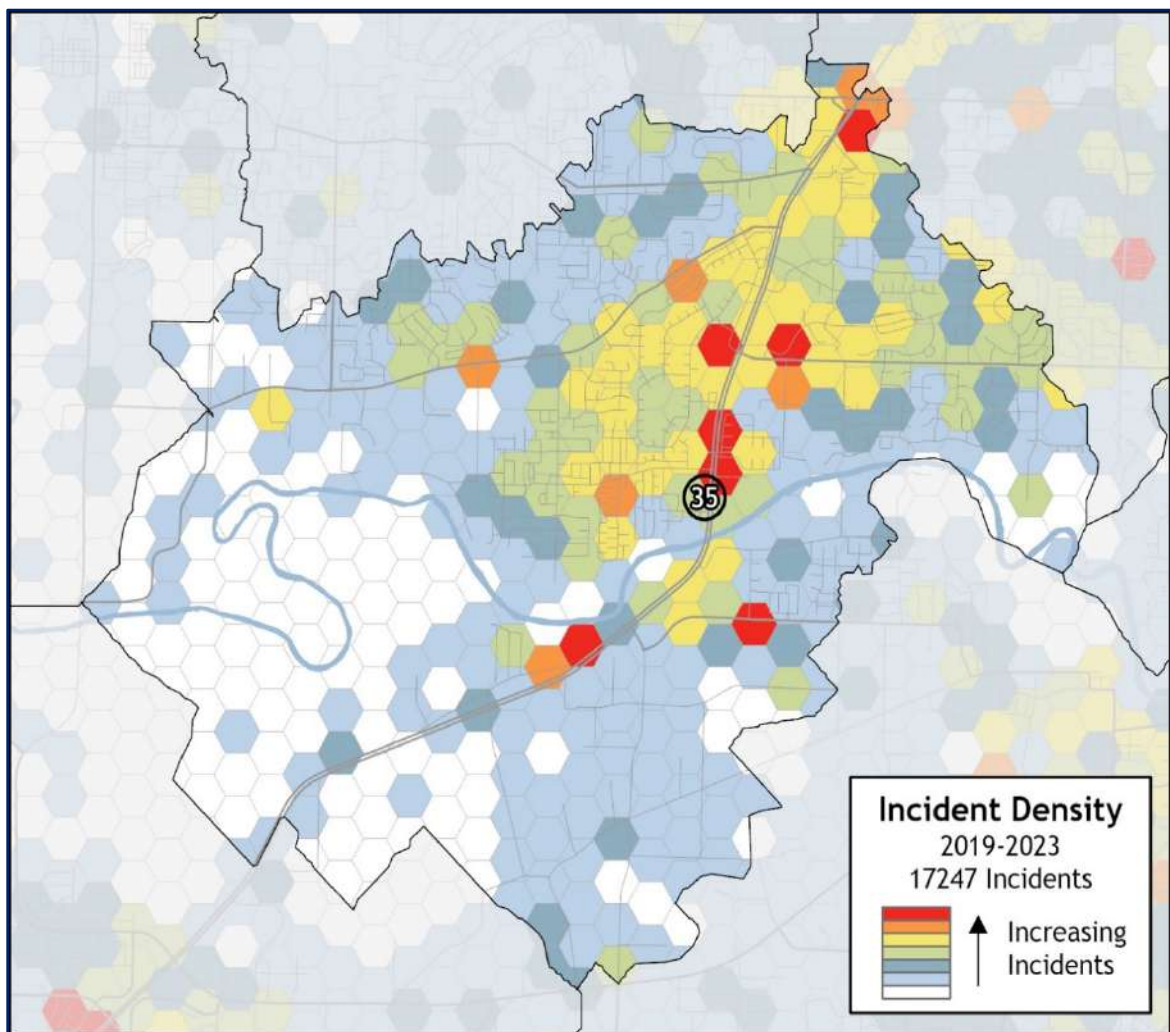 35
Incident Density
2019-2023
17247 Incidents
Increasing
Incidents